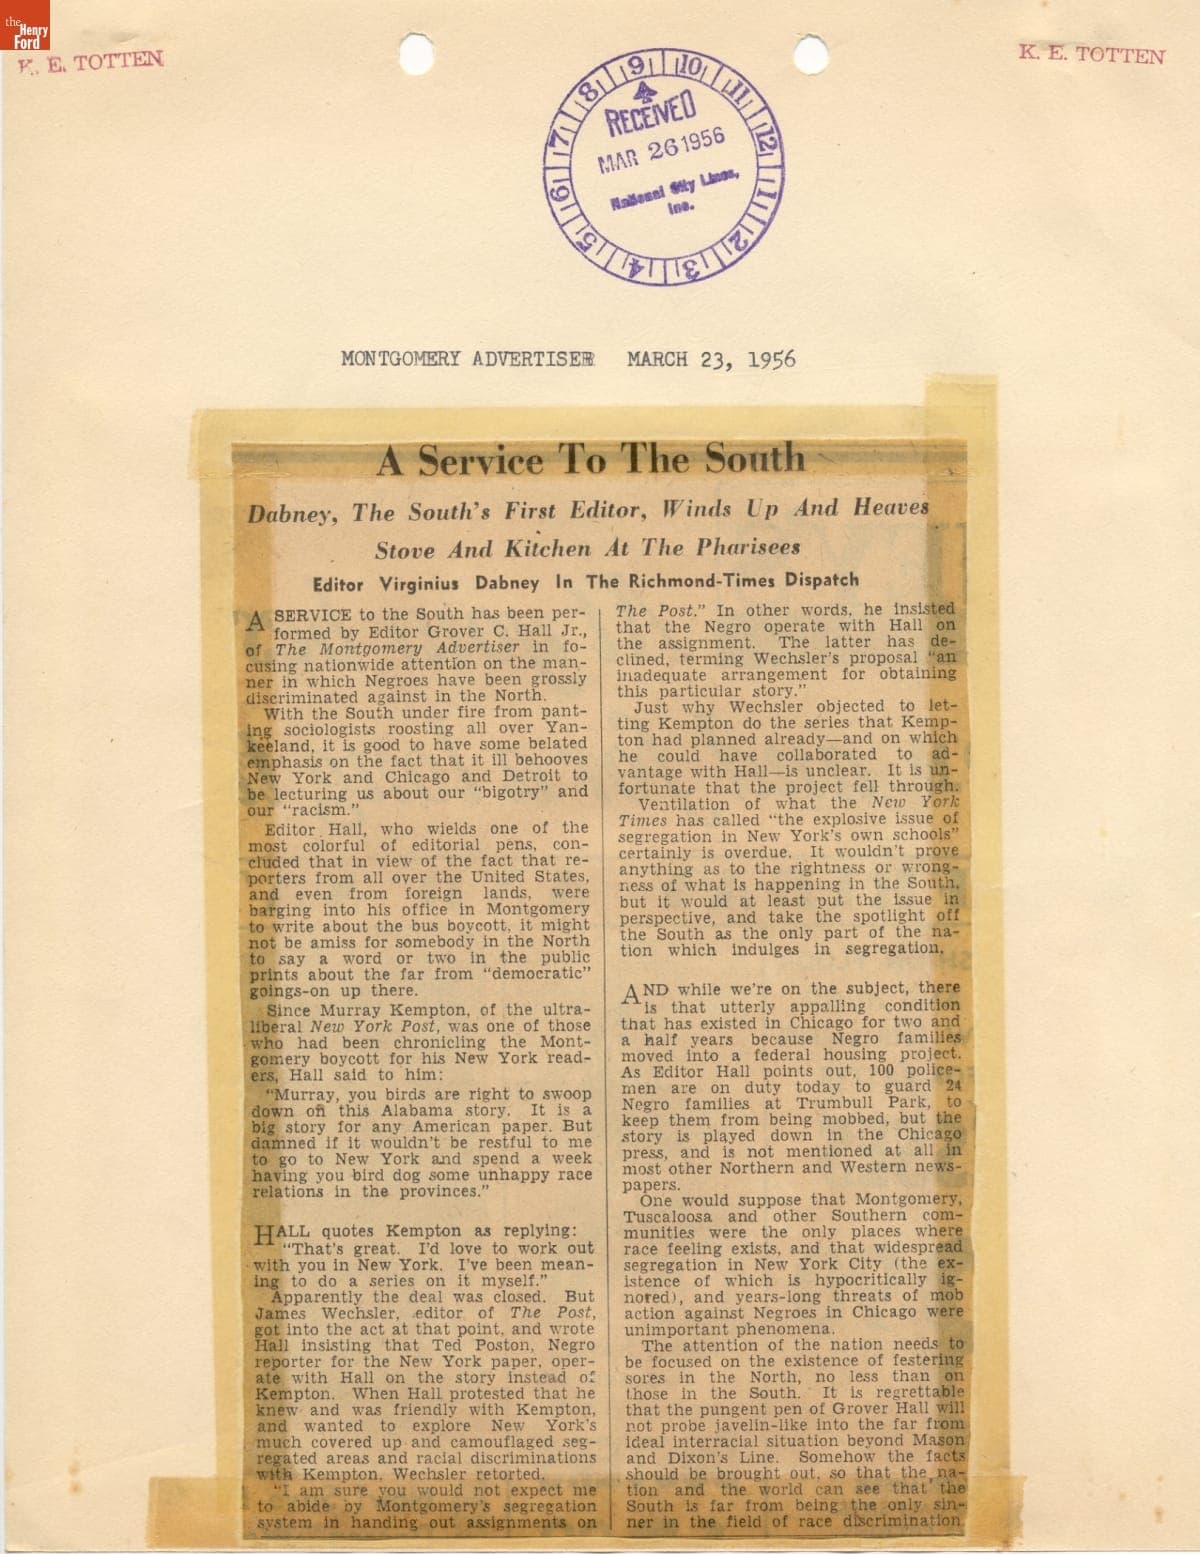 the
Henry
Ford
K. E. TOTTEN
K. E. TOTTEN
9 10 11 12 1 2 3 4 5 6 7 8
RECEIVED
MAR 26 1956
National City Lines,
Inc.
MONTGOMERY ADVERTISER MARCH 23, 1956
A Service To The South
Dabney, The South's First Editor, Winds Up And Heaves
Stove And Kitchen At The Pharisees
Editor Virginius Dabney In The Richmond-Times Dispatch
A SERVICE to the South has been per-
formed by Editor Grover C. Hall Jr.,
of The Montgomery Advertiser in fo-
cusing nationwide attention on the man-
ner in which Negroes have been grossly
discriminated against in the North.
With the South under fire from pant-
ing sociologists roosting all over Yan-
keeland, it is good to have some belated
emphasis on the fact that it ill behooves
New York and Chicago and Detroit to
be lecturing us about our "bigotry" and
our "racism."
Editor Hall, who wields one of the
most colorful of editorial pens, con-
cluded that in view of the fact that re-
porters from all over the United States,
and even from foreign lands, were
barging into his office in Montgomery
to write about the bus boycott, it might
not be amiss for somebody in the North
to say a word or two in the public
prints about the far from "democratic"
goings-on up there.
Since Murray Kempton, of the ultra-
liberal New York Post, was one of those
who had been chronicling the Mont-
gomery boycott for his New York read-
ers, Hall said to him:
"Murray, you birds are right to swoop
down on this Alabama story. It is a
big story for any American paper. But
damned if it wouldn't be restful to me
to go to New York and spend a week
having you bird dog some unhappy race
relations in the provinces."
HALL quotes Kempton as replying:
"That's great. I'd love to work out
with you in New York. I've been mean-
ing to do a series on it myself."
Apparently the deal was closed. But
James Wechsler, editor of The Post,
got into the act at that point, and wrote
Hall insisting that Ted Poston, Negro
reporter for the New York paper, oper-
ate with Hall on the story instead of
Kempton. When Hall protested that he
knew and was friendly with Kempton,
and wanted to explore New York's
much covered up and camouflaged seg-
regated areas and racial discriminations
with Kempton, Wechsler retorted.
"I am sure you would not expect me
to abide by Montgomery's segregation
system in handing out assignments on
The Post." In other words, he insisted
that the Negro operate with Hall on
the assignment. The latter has de-
clined, terming Wechsler's proposal "an
inadequate arrangement for obtaining
this particular story."
Just why Wechsler objected to let-
ting Kempton do the series that Kemp-
ton had planned already—and on which
he could have collaborated to ad-
vantage with Hall—is unclear. It is un-
fortunate that the project fell through.
Ventilation of what the New York
Times has called "the explosive issue of
segregation in New York's own schools"
certainly is overdue. It wouldn't prove
anything as to the rightness or wrong-
ness of what is happening in the South,
but it would at least put the issue in
perspective, and take the spotlight off
the South as the only part of the na-
tion which indulges in segregation.
AND while we're on the subject, there
is that utterly appalling condition
that has existed in Chicago for two and
a half years because Negro families
moved into a federal housing project.
As Editor Hall points out, 100 police-
men are on duty today to guard 24
Negro families at Trumbull Park, to
keep them from being mobbed, but the
story is played down in the Chicago
press, and is not mentioned at all in
most other Northern and Western news-
papers.
One would suppose that Montgomery,
Tuscaloosa and other Southern com-
munities were the only places where
race feeling exists, and that widespread
segregation in New York City (the ex-
istence of which is hypocritically ig-
nored), and years-long threats of mob
action against Negroes in Chicago were
unimportant phenomena.
The attention of the nation needs to
be focused on the existence of festering
sores in the North, no less than on
those in the South. It is regrettable
that the pungent pen of Grover Hall will
not probe javelin-like into the far from
ideal interracial situation beyond Mason
and Dixon's Line. Somehow the facts
should be brought out, so that the na-
tion and the world can see that the
South is far from being the only sin-
ner in the field of race discrimination.